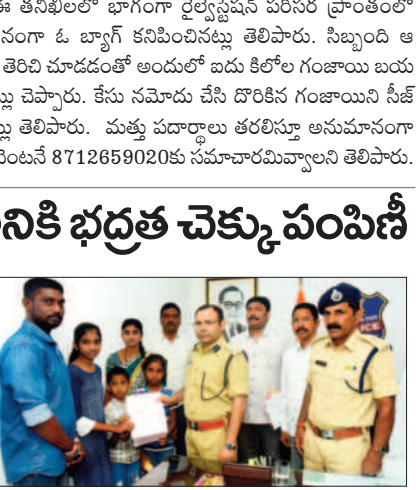 ఈ తనిఖీలలో భాగంగా రైల్వేస్టేషన్ పరిసర ప్రాంతంలో
నంగా ఓ బ్యాగ్ కనిపించినట్లు తెలిపారు. సిబ్బంది ఆ
తెరిచి చూడడంతో అందులో ఐదు కిలోల గంజాయి బయ
ట్లు చెప్పారు. కేసు నమోదు చేసి దొరికిన గంజాయిని సీజ్
ట్లు తెలిపారు. మత్తు పదార్థాలు తరలిస్తూ అనుమానంగా
వెంటనే 8712659020కు సమాచారమివ్వాలని తెలిపారు.
నికి భద్రత చెక్కు పంపిణీ